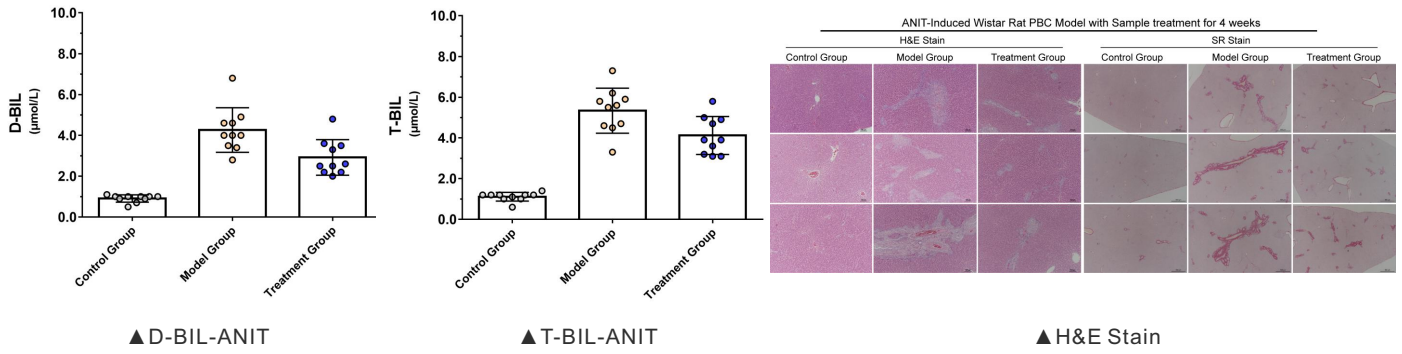 10.0
8.0
6.0
4.0
2.0
0.0
D-BIL
(μmol/L)
Control Group
Model Group
Treatment Group
▲D-BIL-ANIT
10.0
8.0
6.0
4.0
2.0
0.0
T-BIL
(μmol/L)
Control Group
Model Group
Treatment Group
▲T-BIL-ANIT
ANIT-Induced Wistar Rat PBC Model with Sample treatment for 4 weeks
H&E Stain
SR Stain
Control Group
Model Group
Treatment Group
Control Group
Model Group
Treatment Group
▲H&E Stain